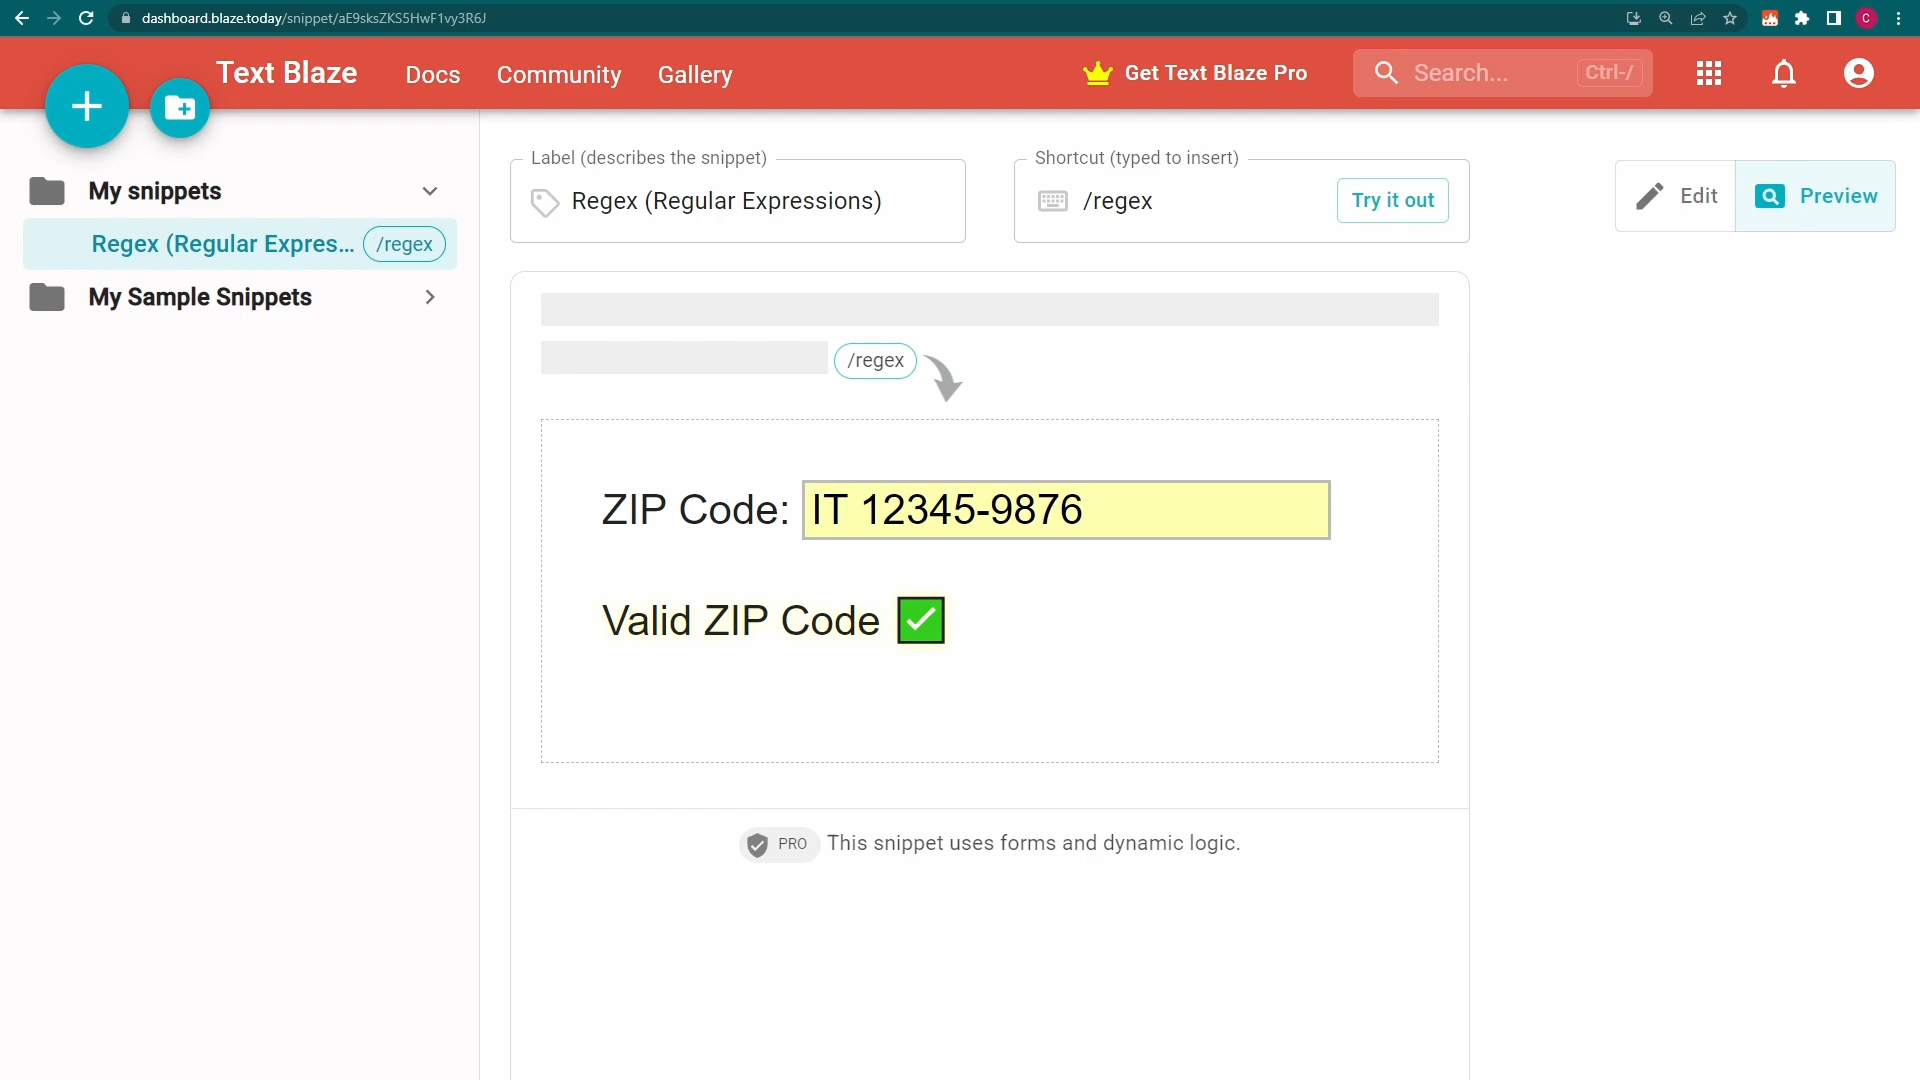 dashboard.blaze.today/snippet/aE9sksZKS5HwF1vy3R6J
C
Text Blaze
Docs
Community
Gallery
Get Text Blaze Pro
Search...
Ctrl-/
My snippets
Regex (Regular Expres...
/regex
My Sample Snippets
Label (describes the snippet)
Regex (Regular Expressions)
Shortcut (typed to insert)
/regex
Try it out
Edit
Preview
/regex
ZIP Code: IT 12345-9876
Valid ZIP Code
PRO This snippet uses forms and dynamic logic.